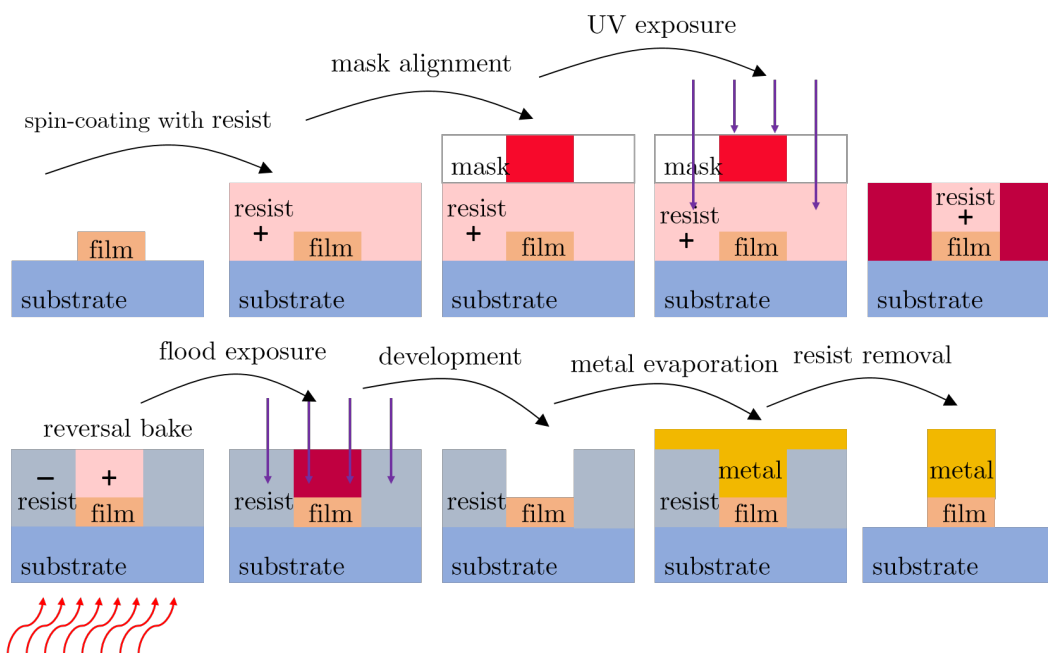 UV exposure
mask alignment
spin-coating with resist
mask
mask
resist
resist
resist
resist
+
+
+
+
film
film
film
film
film
substrate
substrate
substrate
substrate
substrate
flood exposure
development
metal evaporation
resist removal
reversal bake
−
+
metal
metal
resist
resist
resist
resist
film
film
film
film
film
substrate
substrate
substrate
substrate
substrate